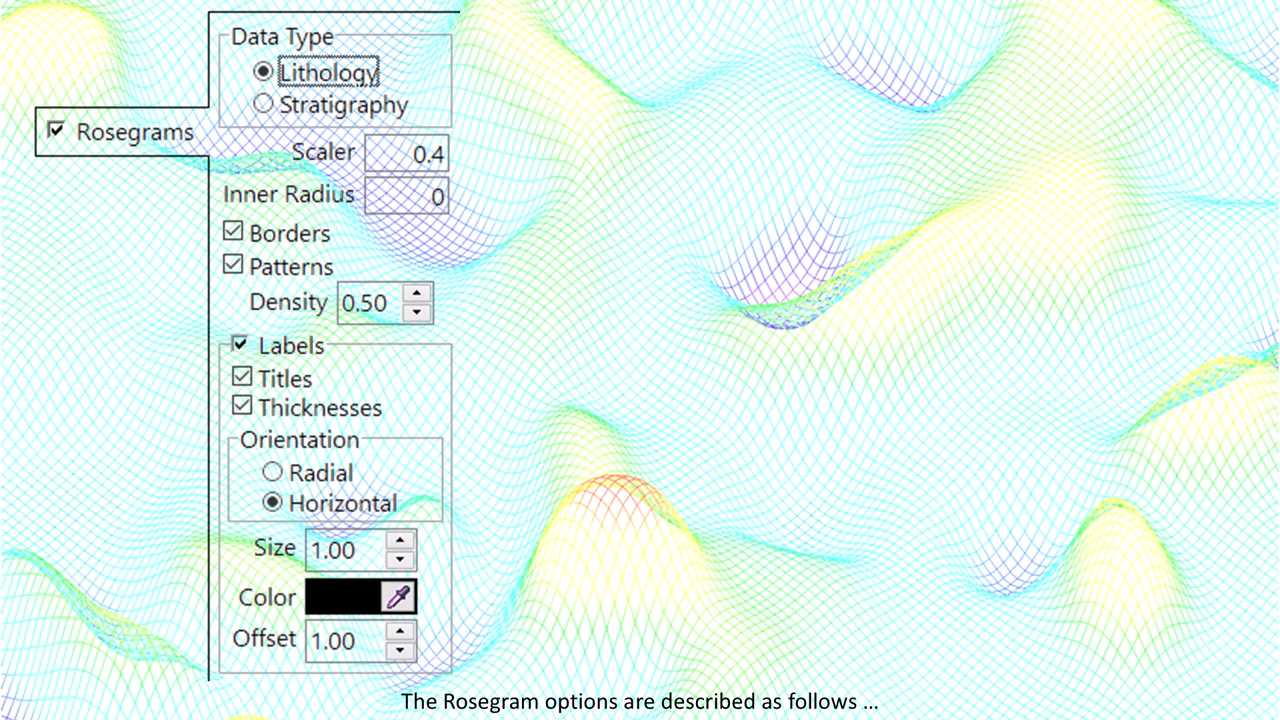 Data Type
Lithology
Stratigraphy
Rosegrams
Scaler 0.4
Inner Radius 0
Borders
Patterns
Density 0.50
Labels
Titles
Thicknesses
Orientation
Radial
Horizontal
Size 1.00
Color
Offset 1.00
The Rosegram options are described as follows ...